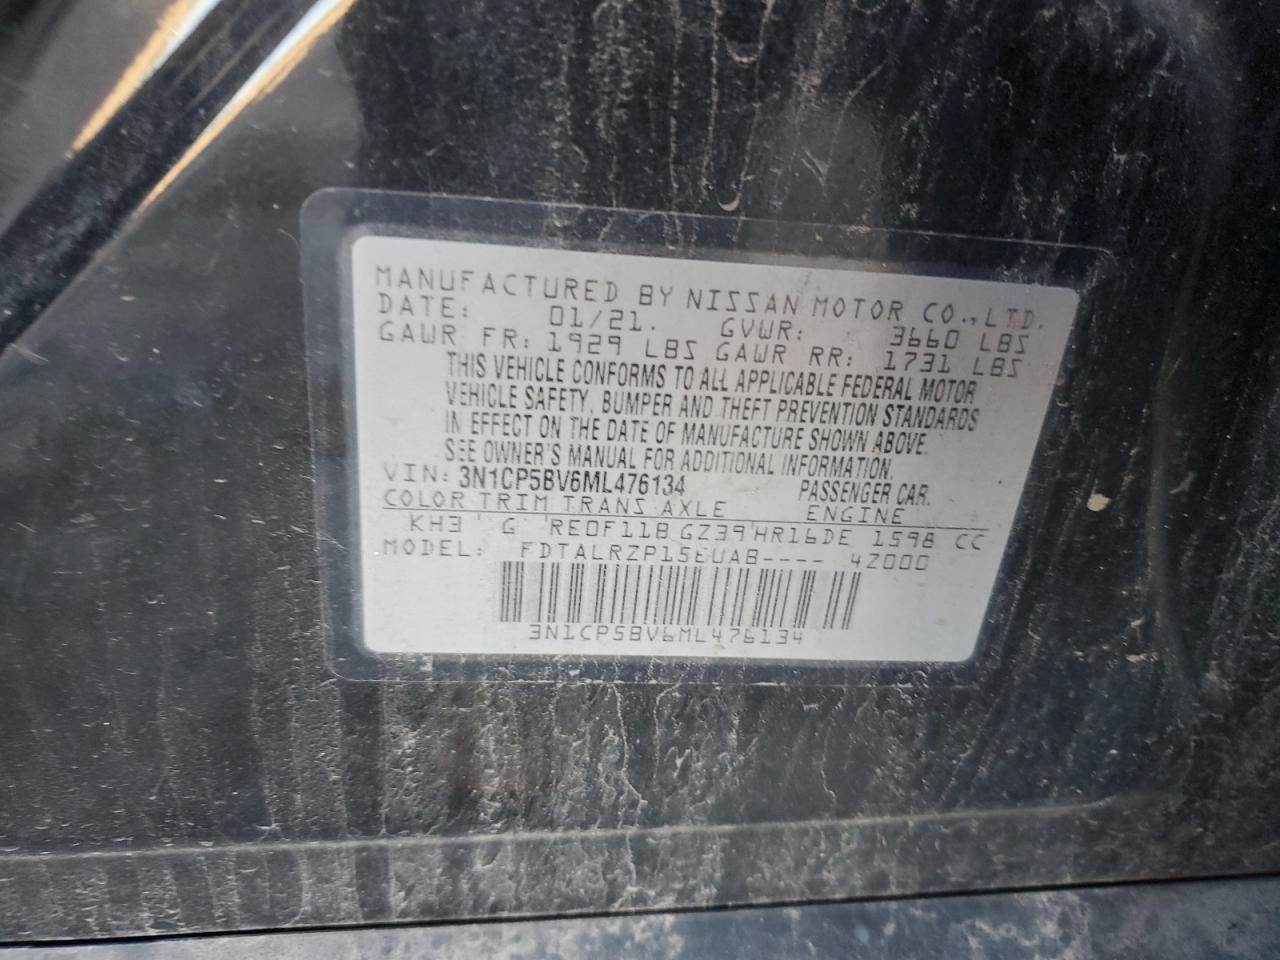 MANUFACTURED BY NISSAN MOTOR CO.,LTD.
DATE: 01/21. GVWR: 3660 LBS
GAWR FR: 1929 LBS GAWR RR: 1731 LBS
THIS VEHICLE CONFORMS TO ALL APPLICABLE FEDERAL MOTOR
VEHICLE SAFETY, BUMPER AND THEFT PREVENTION STANDARDS
IN EFFECT ON THE DATE OF MANUFACTURE SHOWN ABOVE.
SEE OWNER'S MANUAL FOR ADDITIONAL INFORMATION.
VIN: 3N1CP5BV6ML476134 PASSENGER CAR.
COLOR TRIM TRANS AXLE ENGINE
KH3 G RE0F11B GZ39 HR16DE 1598 CC
MODEL: FDTALRZP15EUAB---- 4Z000
3N1CP5BV6ML476134